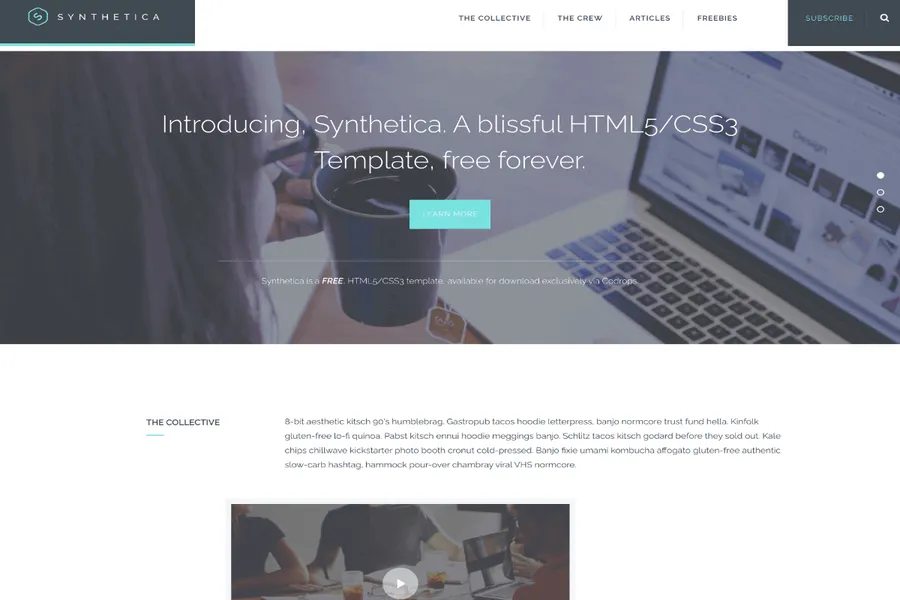 SYNTHETICA
THE COLLECTIVE
THE CREW
ARTICLES
FREEBIES
SUBSCRIBE
Introducing, Synthetica. A blissful HTML5/CSS3
Template, free forever.
LEARN MORE
Synthetica is a FREE, HTML5/CSS3 template, available for download exclusively via Codrops.
Design
THE COLLECTIVE
8-bit aesthetic kitsch 90's humblebrag. Gastropub tacos hoodie letterpress, banjo normcore trust fund hella. Kinfolk
gluten-free lo-fi quinoa. Pabst kitsch ennui hoodie meggings banjo. Schlitz tacos kitsch godard before they sold out. Kale
chips chillwave kickstarter photo booth cronut cold-pressed. Banjo fixie umami kombucha affogato gluten-free authentic
slow-carb hashtag, hammock pour-over chambray viral VHS normcore.